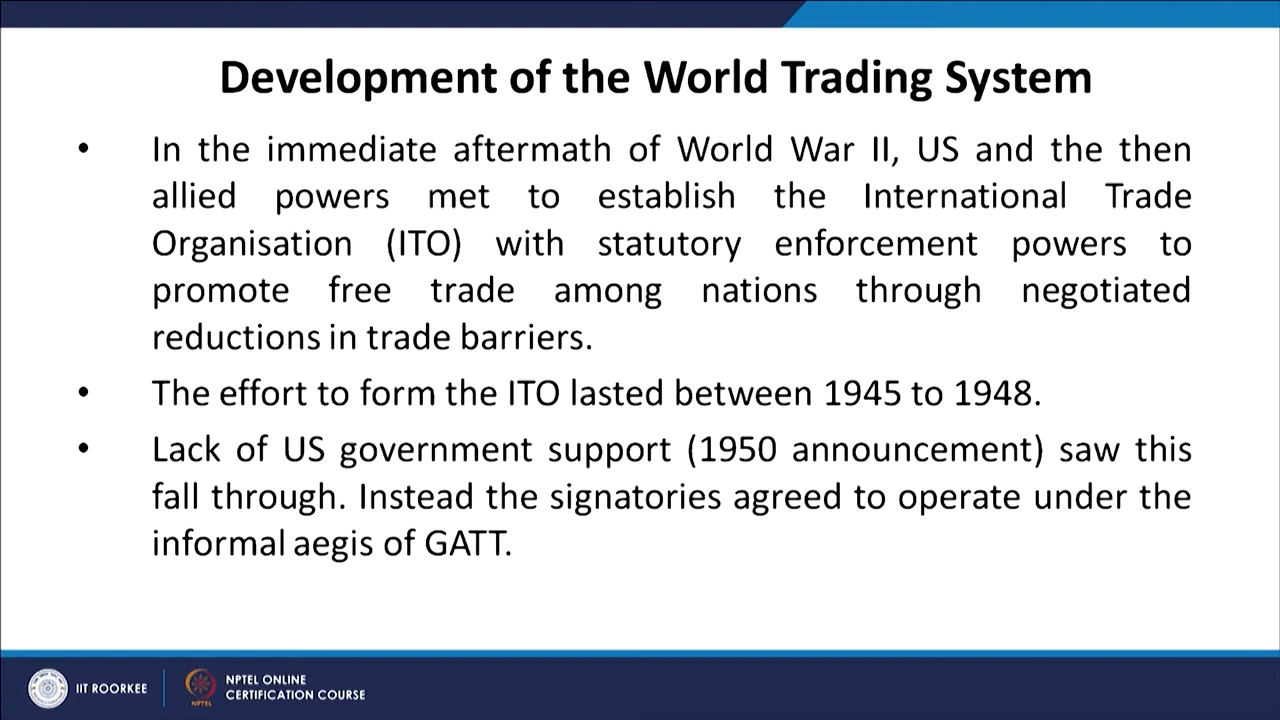 Development of the World Trading System
• In the immediate aftermath of World War II, US and the then
allied powers met to establish the International Trade
Organisation (ITO) with statutory enforcement powers to
promote free trade among nations through negotiated
reductions in trade barriers.
• The effort to form the ITO lasted between 1945 to 1948.
• Lack of US government support (1950 announcement) saw this
fall through. Instead the signatories agreed to operate under the
informal aegis of GATT.
IIT ROORKEE
NPTEL
NPTEL ONLINE
CERTIFICATION COURSE